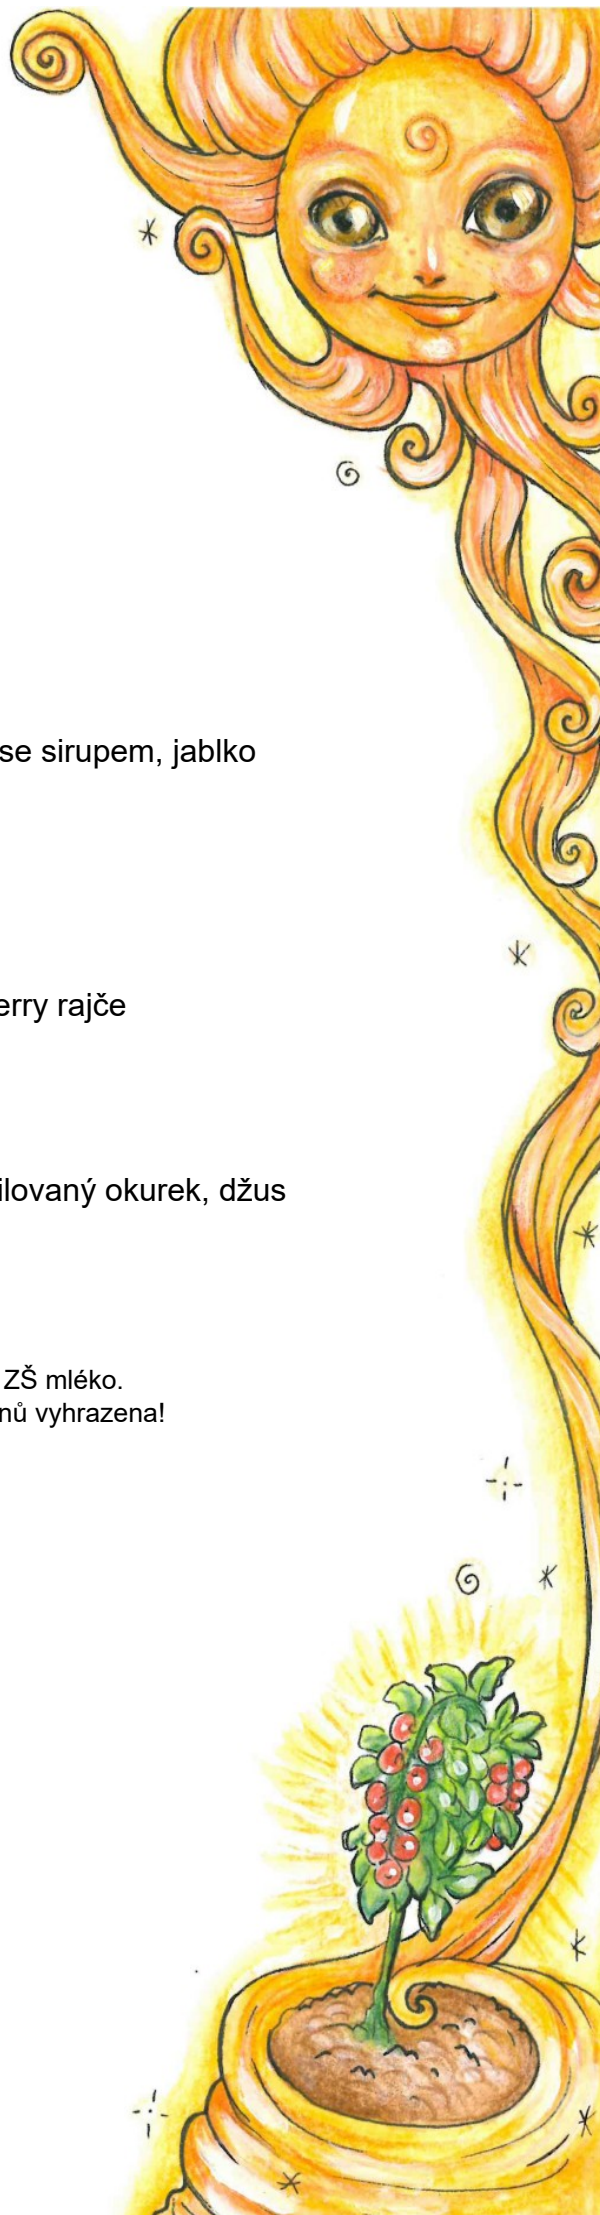 se sirupem, jablko
erry rajče
ilovaný okurek, džus
ZŠ mléko.
nů vyhrazena!